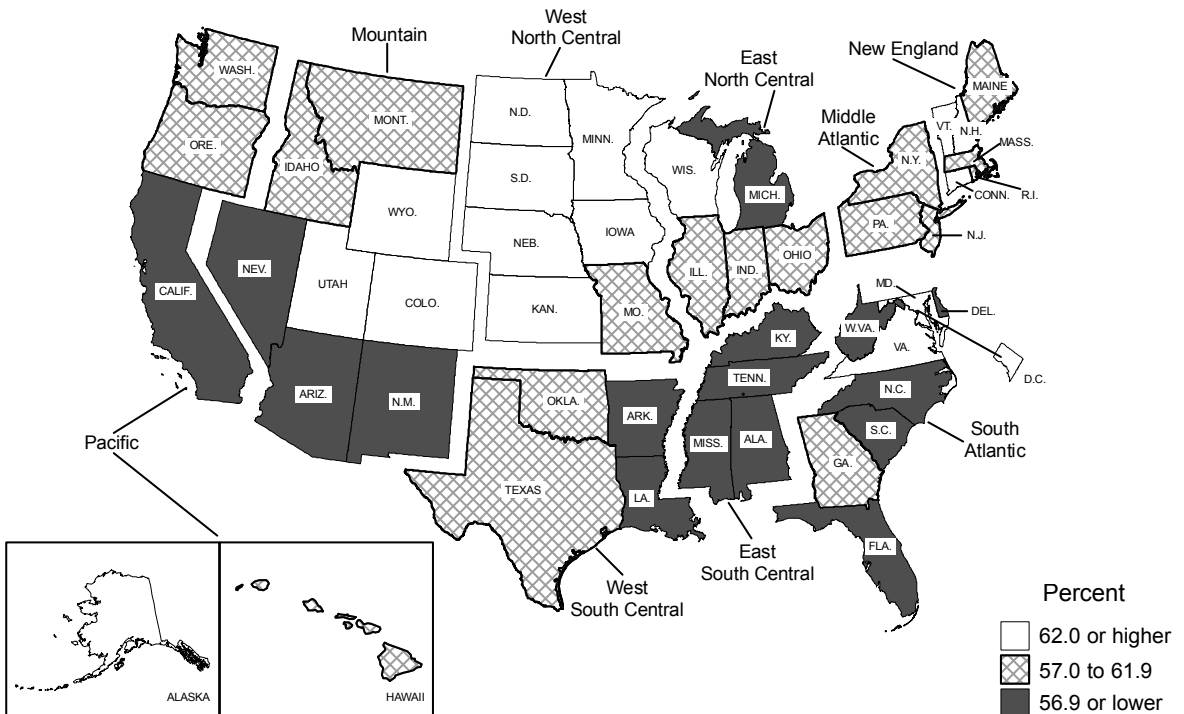 West
North Central
Mountain
East
North Central
New England
Middle
Atlantic
WASH.
ORE.
IDAHO
MONT.
WYO.
N.D.
S.D.
NEB.
KAN.
MINN.
IOWA
MO.
WIS.
MICH.
ILL.
IND.
OHIO
MAINE
VT.
N.H.
MASS.
N.Y.
CONN.
R.I.
PA.
N.J.
CALIF.
NEV.
UTAH
COLO.
ARIZ.
N.M.
MD.
DEL.
W.VA.
VA.
D.C.
KY.
TENN.
N.C.
S.C.
OKLA.
ARK.
MISS.
ALA.
GA.
TEXAS
LA.
FLA.
Pacific
South
Atlantic
East
South Central
West
South Central
ALASKA
HAWAII
Percent
62.0 or higher
57.0 to 61.9
56.9 or lower